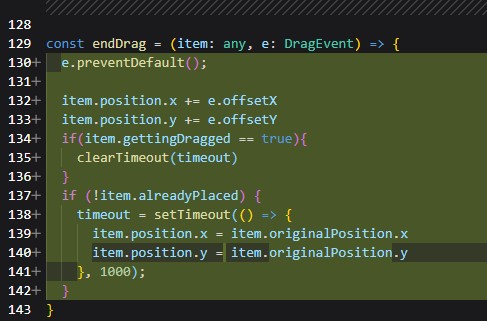 128
129 const endDrag = (item: any, e: DragEvent) => {
130+ e.preventDefault();
131+
132+ item.position.x += e.offsetX
133+ item.position.y += e.offsetY
134+ if(item.gettingDragged == true){
135+ clearTimeout(timeout)
136+ }
137+ if (!item.alreadyPlaced) {
138+ timeout = setTimeout(() => {
139+ item.position.x = item.originalPosition.x
140+ item.position.y = item.originalPosition.y
141+ }, 1000);
142+ }
143 }